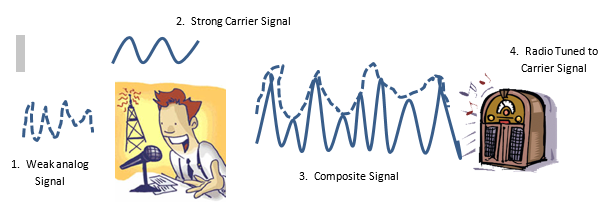 2. Strong Carrier Signal
4. Radio Tuned to
Carrier Signal
1. Weak analog
Signal
3. Composite Signal